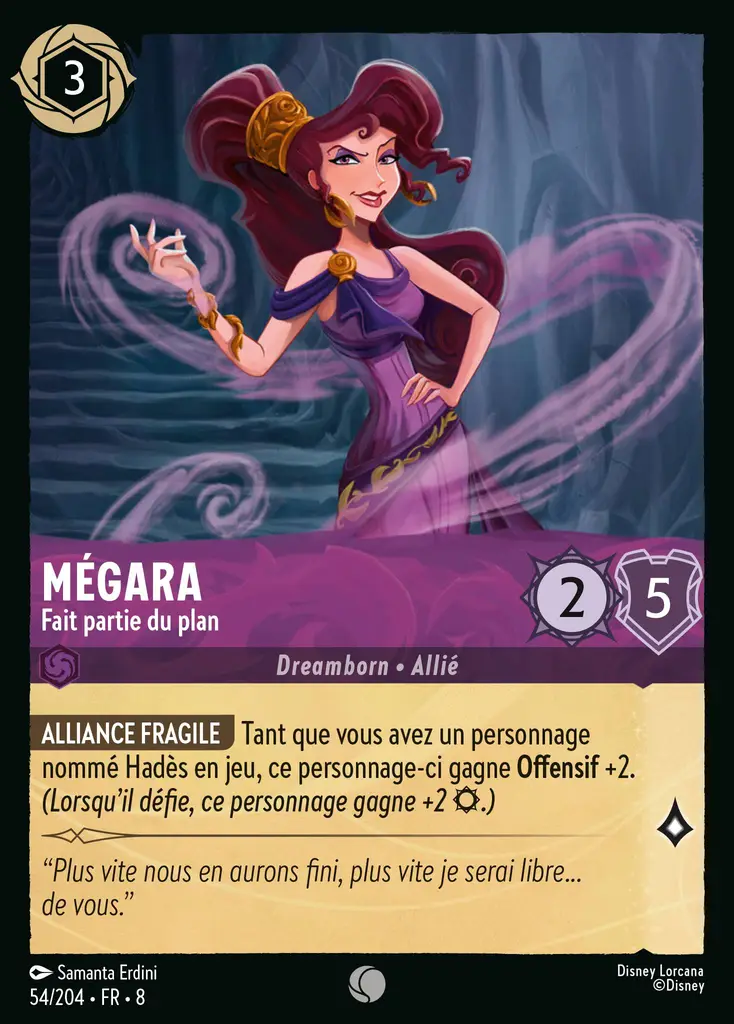 3
MÉGARA
Fait partie du plan
2
5
Dreamborn • Allié
ALLIANCE FRAGILE Tant que vous avez un personnage
nommé Hadès en jeu, ce personnage-ci gagne Offensif +2.
(Lorsqu'il défie, ce personnage gagne +2 .)
“Plus vite nous en aurons fini, plus vite je serai libre...
de vous.”
Samanta Erdini
54/204 • FR • 8
Disney Lorcana
©Disney